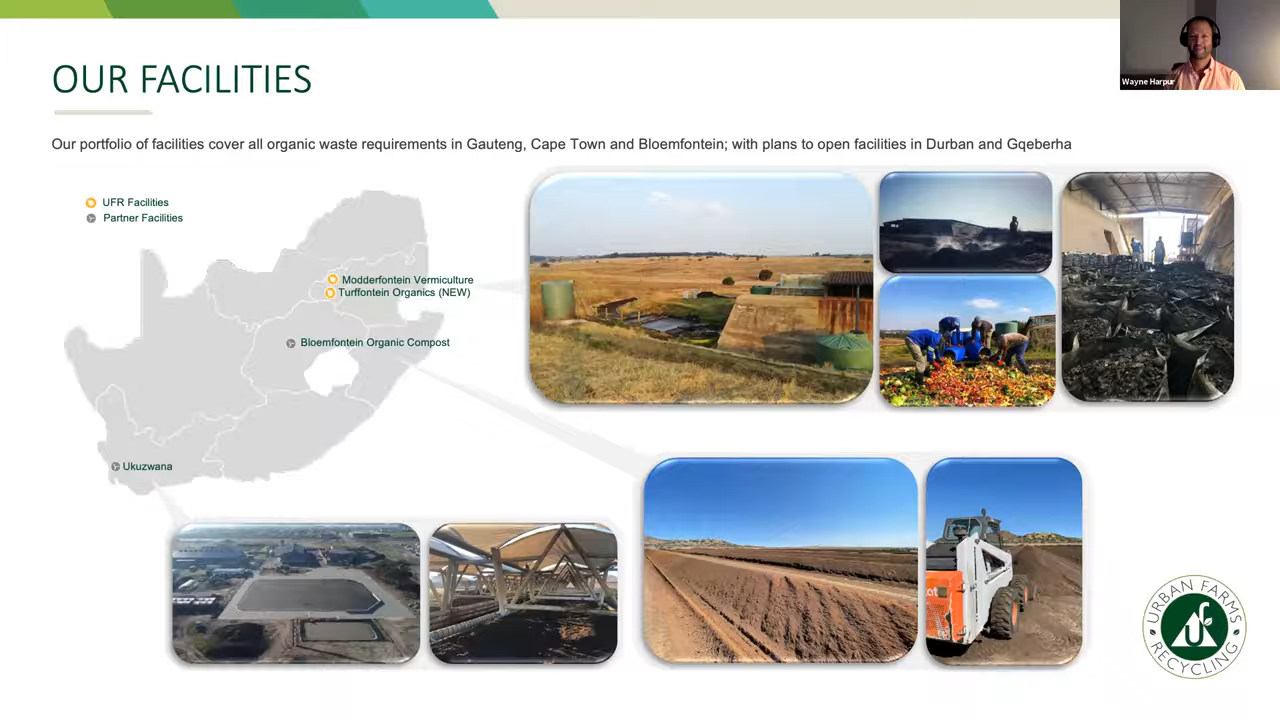 OUR FACILITIES
Wayne Harpur
Our portfolio of facilities cover all organic waste requirements in Gauteng, Cape Town and Bloemfontein; with plans to open facilities in Durban and Gqeberha
UFR Facilities
Partner Facilities
Modderfontein Vermiculture
Turffontein Organics (NEW)
Bloemfontein Organic Compost
Ukuzwana
URBAN FARMS
UF
RECYCLING